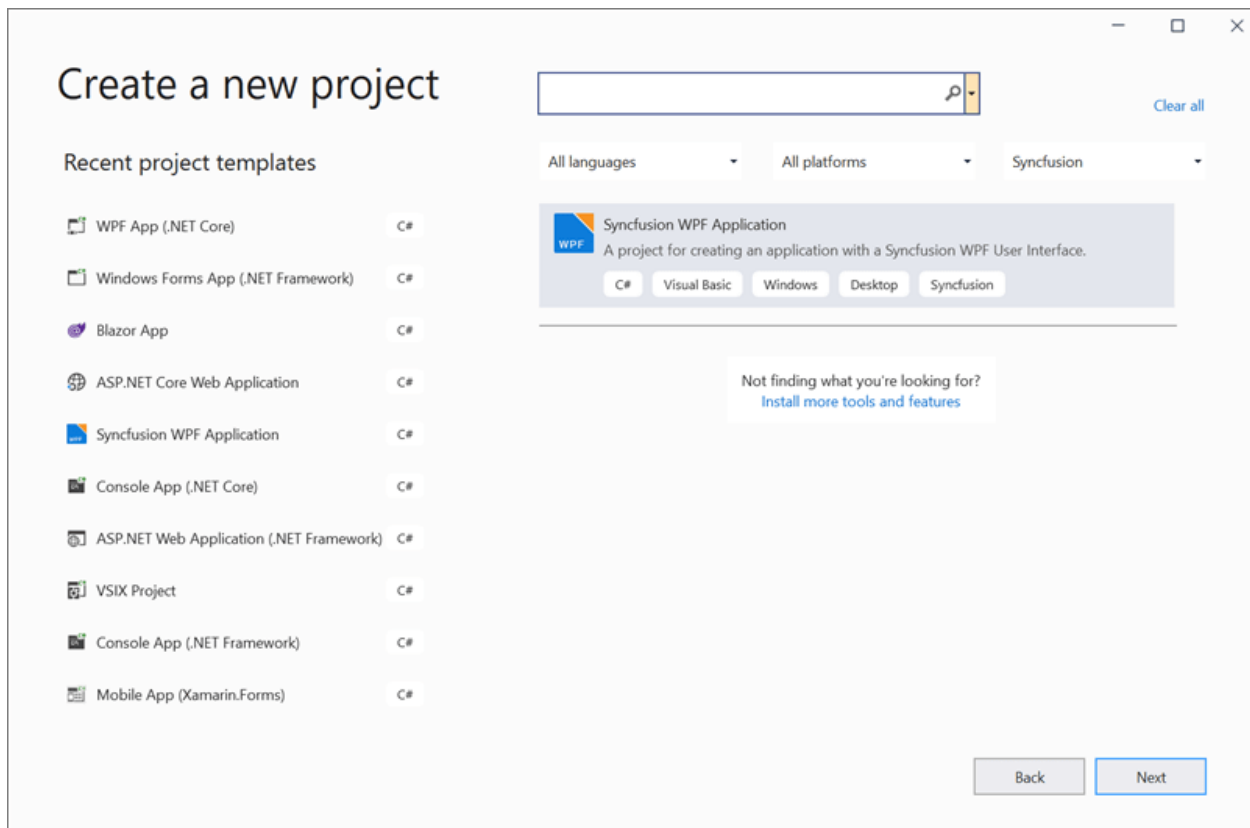 Create a new project
Clear all
Recent project templates
All languages
All platforms
Syncfusion
WPF App (.NET Core) C#
Windows Forms App (.NET Framework) C#
Blazor App C#
ASP.NET Core Web Application C#
Syncfusion WPF Application C#
Console App (.NET Core) C#
ASP.NET Web Application (.NET Framework) C#
VSIX Project C#
Console App (.NET Framework) C#
Mobile App (Xamarin.Forms) C#
WPF
Syncfusion WPF Application
A project for creating an application with a Syncfusion WPF User Interface.
C# Visual Basic Windows Desktop Syncfusion
Not finding what you're looking for?
Install more tools and features
Back
Next